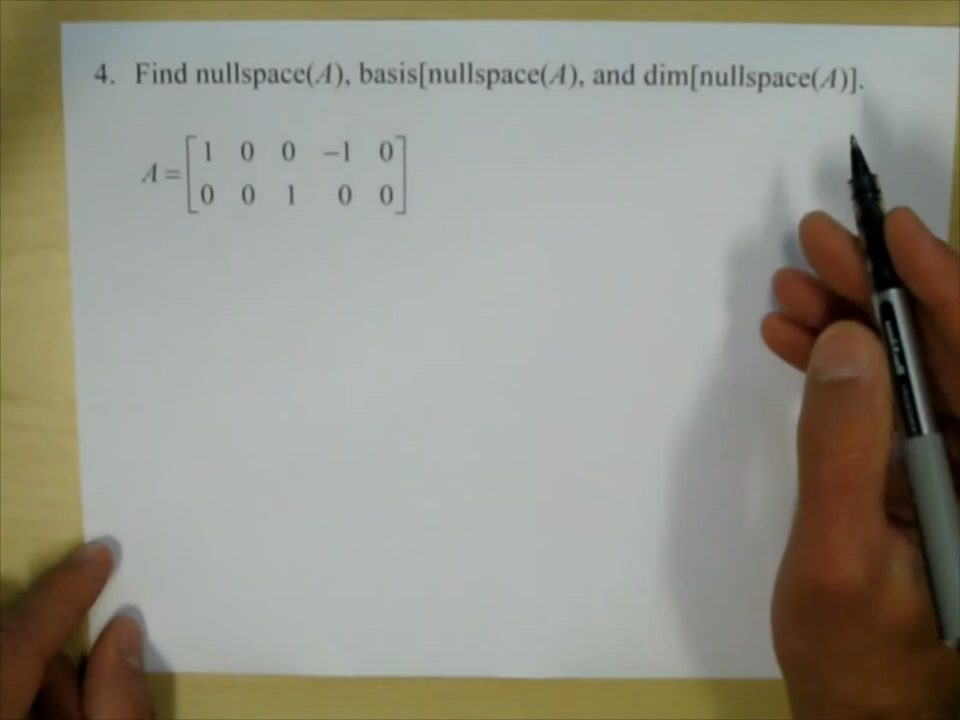 4. Find nullspace(A), basis[nullspace(A), and dim[nullspace(A)].
A = [1 0 0 −1 0
0 0 1 0 0]